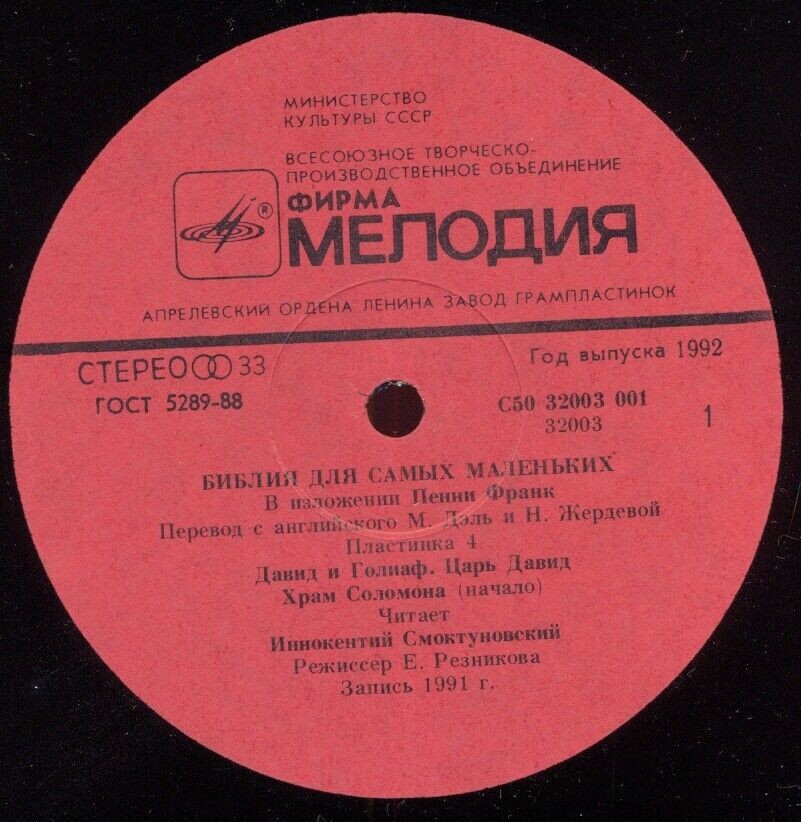 МИНИСТЕРСТВО
КУЛЬТУРЫ СССР
ВСЕСОЮЗНОЕ ТВОРЧЕСКО-
ПРОИЗВОДСТВЕННОЕ ОБЪЕДИНЕНИЕ
ФИРМА
®
МЕЛОДИЯ
АПРЕЛЕВСКИЙ ОРДЕНА ЛЕНИНА ЗАВОД ГРАМПЛАСТИНОК
СТЕРЕО 33
Год выпуска 1992
ГОСТ 5289-88
С50 32003 001
32003
1
БИБЛИЯ ДЛЯ САМЫХ МАЛЕНЬКИХ
В изложении Пенни Франк
Перевод с английского М. Дэль и Н. Жердевой
Пластинка 4
Давид и Голиаф. Царь Давид
Храм Соломона (начало)
Читает
Иннокентий Смоктуновский
Режиссер Е. Резникова
Запись 1991 г.